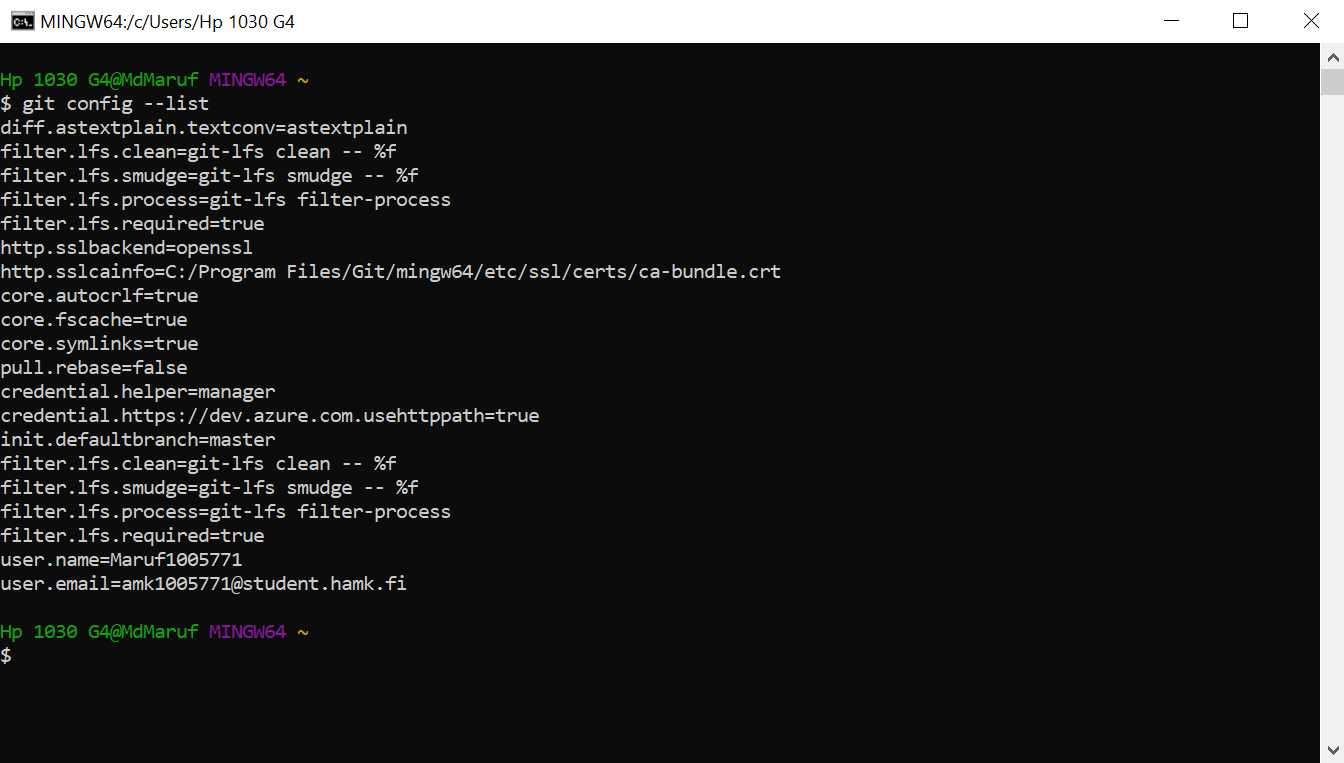 MINGW64:/c/Users/Hp 1030 G4
Hp 1030 G4@MdMaruf MINGW64 ~
$ git config --list
diff.astextplain.textconv=astextplain
filter.lfs.clean=git-lfs clean -- %f
filter.lfs.smudge=git-lfs smudge -- %f
filter.lfs.process=git-lfs filter-process
filter.lfs.required=true
http.sslbackend=openssl
http.sslcainfo=C:/Program Files/Git/mingw64/etc/ssl/certs/ca-bundle.crt
core.autocrlf=true
core.fscache=true
core.symlinks=true
pull.rebase=false
credential.helper=manager
credential.https://dev.azure.com.usehttppath=true
init.defaultbranch=master
filter.lfs.clean=git-lfs clean -- %f
filter.lfs.smudge=git-lfs smudge -- %f
filter.lfs.process=git-lfs filter-process
filter.lfs.required=true
user.name=Maruf1005771
user.email=amk1005771@student.hamk.fi
Hp 1030 G4@MdMaruf MINGW64 ~
$